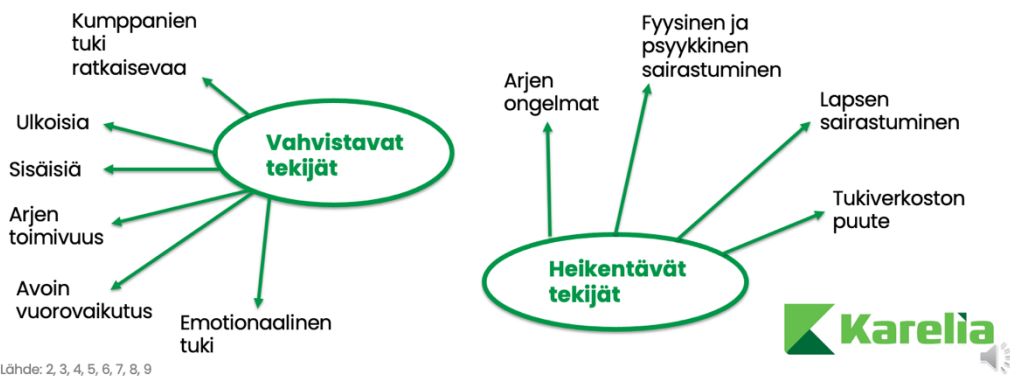 Kumppanien
tuki
ratkaisevaa
Ulkoisia
Sisäisiä
Arjen
toimivuus
Avoin
vuorovaikutus
Emotionaalinen
tuki
Vahvistavat
tekijät
Arjen
ongelmat
Fyysinen ja
psyykkinen
sairastuminen
Lapsen
sairastuminen
Tukiverkoston
puute
Heikentävät
tekijät
Karelia
Lähde: 2, 3, 4, 5, 6, 7, 8, 9